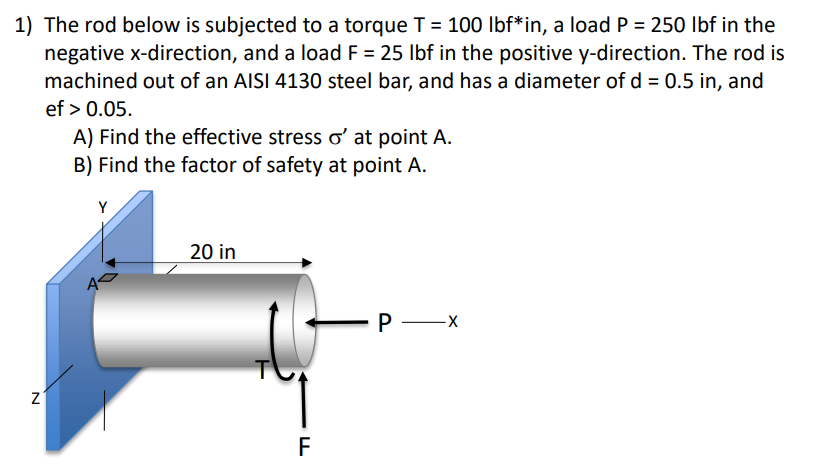 1) The rod below is subjected to a torque T = 100 lbf*in, a load P = 250 lbf in the
negative x-direction, and a load F = 25 lbf in the positive y-direction. The rod is
machined out of an AISI 4130 steel bar, and has a diameter of d = 0.5 in, and
ef > 0.05.
A) Find the effective stress σ′ at point A.
B) Find the factor of safety at point A.
Y
20 in
A
P
X
T
Z
F